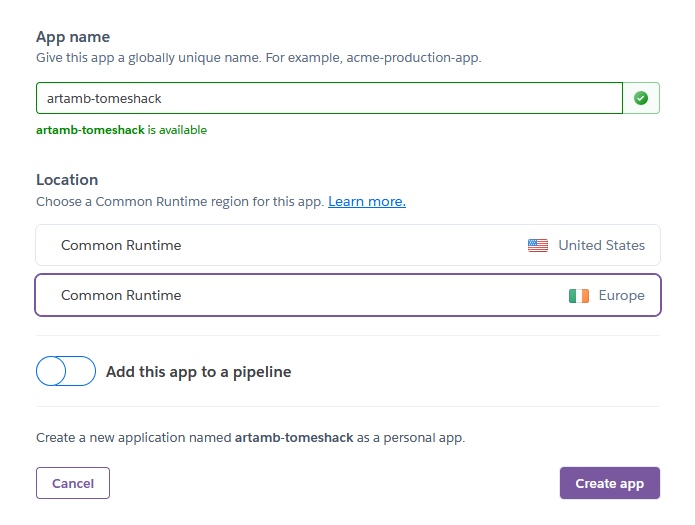 App name
Give this app a globally unique name. For example, acme-production-app.
artamb-tomeshack
artamb-tomeshack is available
Location
Choose a Common Runtime region for this app. Learn more.
Common Runtime United States
Common Runtime Europe
Add this app to a pipeline
Create a new application named artamb-tomeshack as a personal app.
Cancel Create app